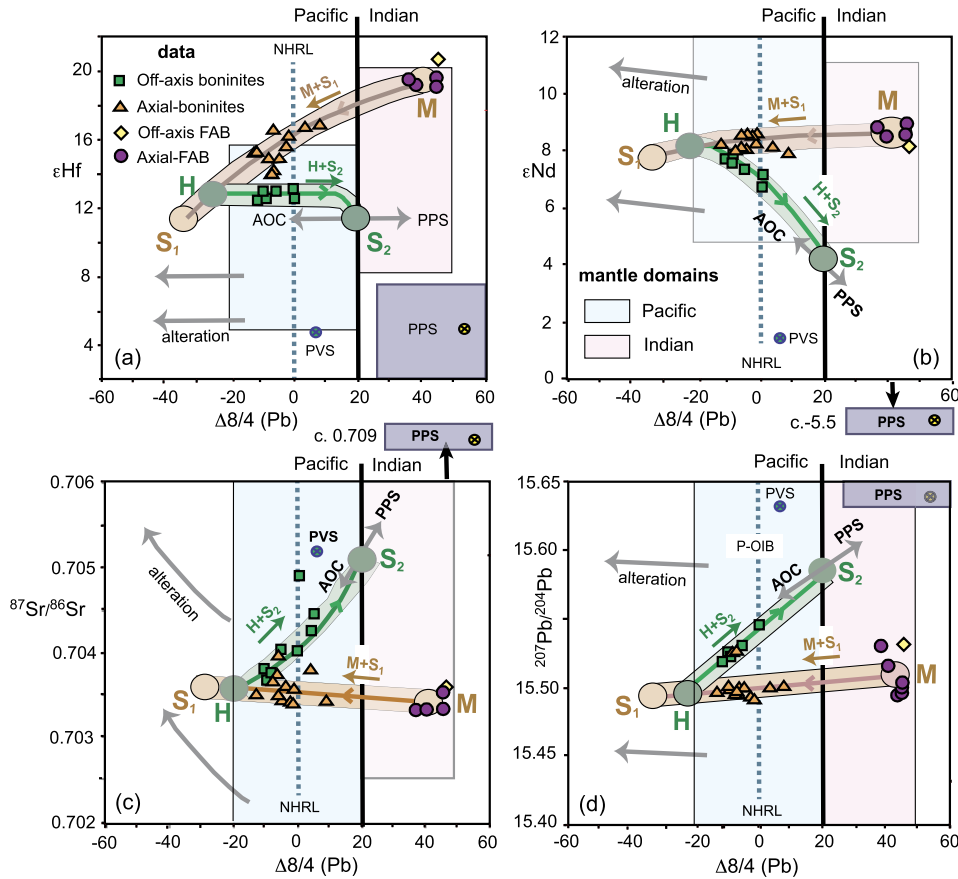 Pacific Indian
NHRL
data
Off-axis boninites
Axial-boninites
Off-axis FAB
Axial-FAB
M+S₁
M
H
H+S₂
S₁
AOC
PPS
S₂
alteration
PVS
PPS
(a)
εHf
20
16
12
8
4
-60 -40 -20 0 20 40 60
Δ8/4 (Pb)
Pacific Indian
alteration
M+S₁
M
H
S₁
H+S₂
AOC
S₂
PPS
mantle domains
Pacific
Indian
PVS
NHRL
(b)
εNd
12
10
8
6
4
2
0
-60 -40 -20 0 20 40 60
Δ8/4 (Pb)
c. 0.709
PPS
c.-5.5
PPS
Pacific Indian
PPS
PVS
AOC
S₂
alteration
H+S₂
M+S₁
S₁
H
M
(c)
NHRL
⁸⁷Sr/⁸⁶Sr
0.706
0.705
0.704
0.703
0.702
-60 -40 -20 0 20 40 60
Δ8/4 (Pb)
Pacific Indian
PVS
PPS
P-OIB
PPS
AOC
S₂
alteration
H+S₂
M+S₁
S₁
H
M
NHRL
(d)
²⁰⁷Pb/²⁰⁴Pb
15.65
15.60
15.50
15.45
15.40
-60 -40 -20 0 20 40 60
Δ8/4 (Pb)